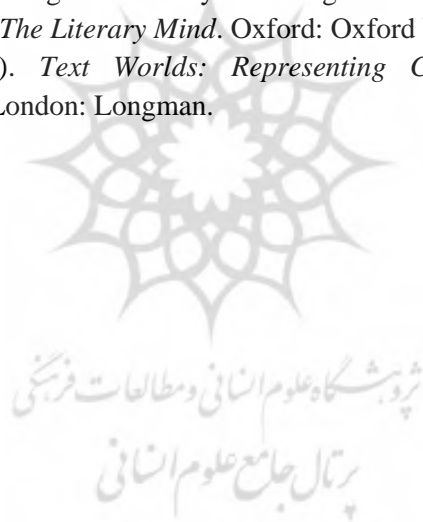 The Literary Mind. Oxford: Oxford
). Text Worlds: Representing C
London: Longman.
پژوهشگاه علوم انسانی و مطالعات فرهنگی
پرتال جامع علوم انسانی